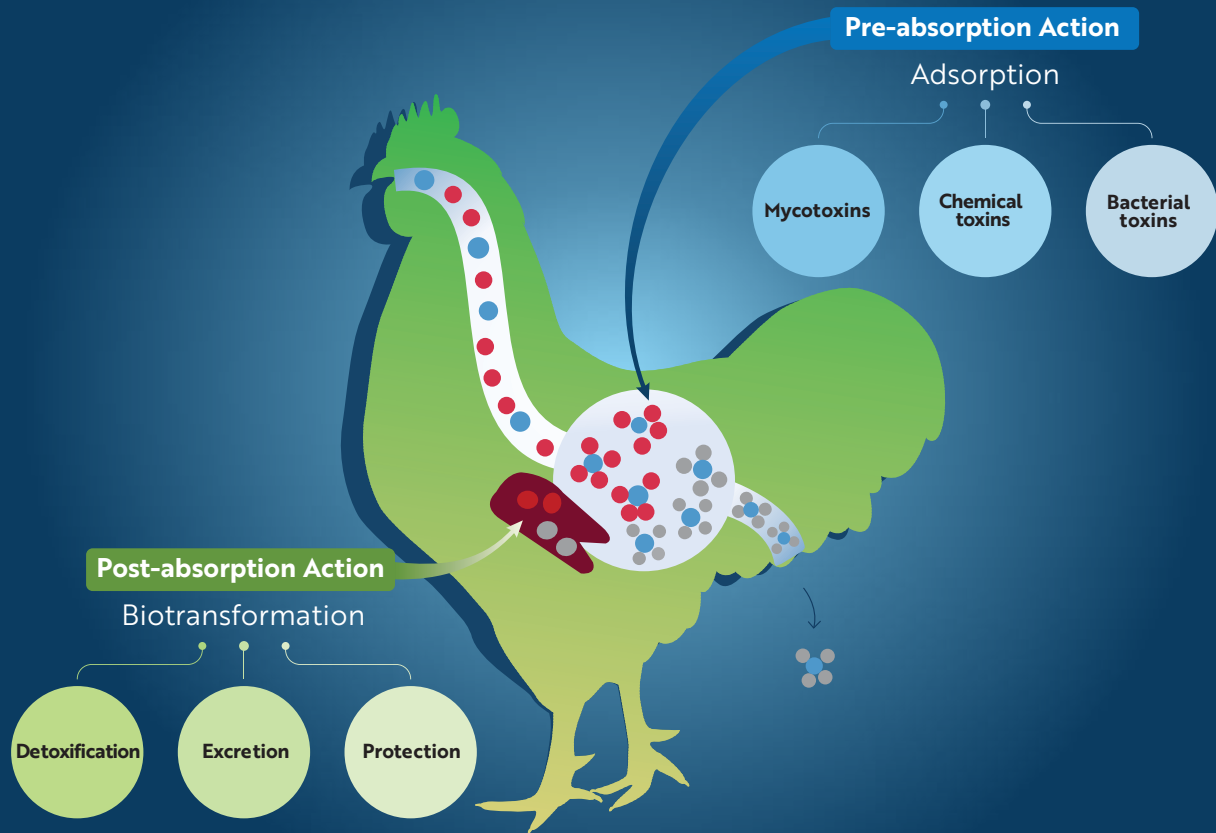 Pre-absorption Action
Adsorption
Mycotoxins
Chemical
toxins
Bacterial
toxins
Post-absorption Action
Biotransformation
Detoxification
Excretion
Protection